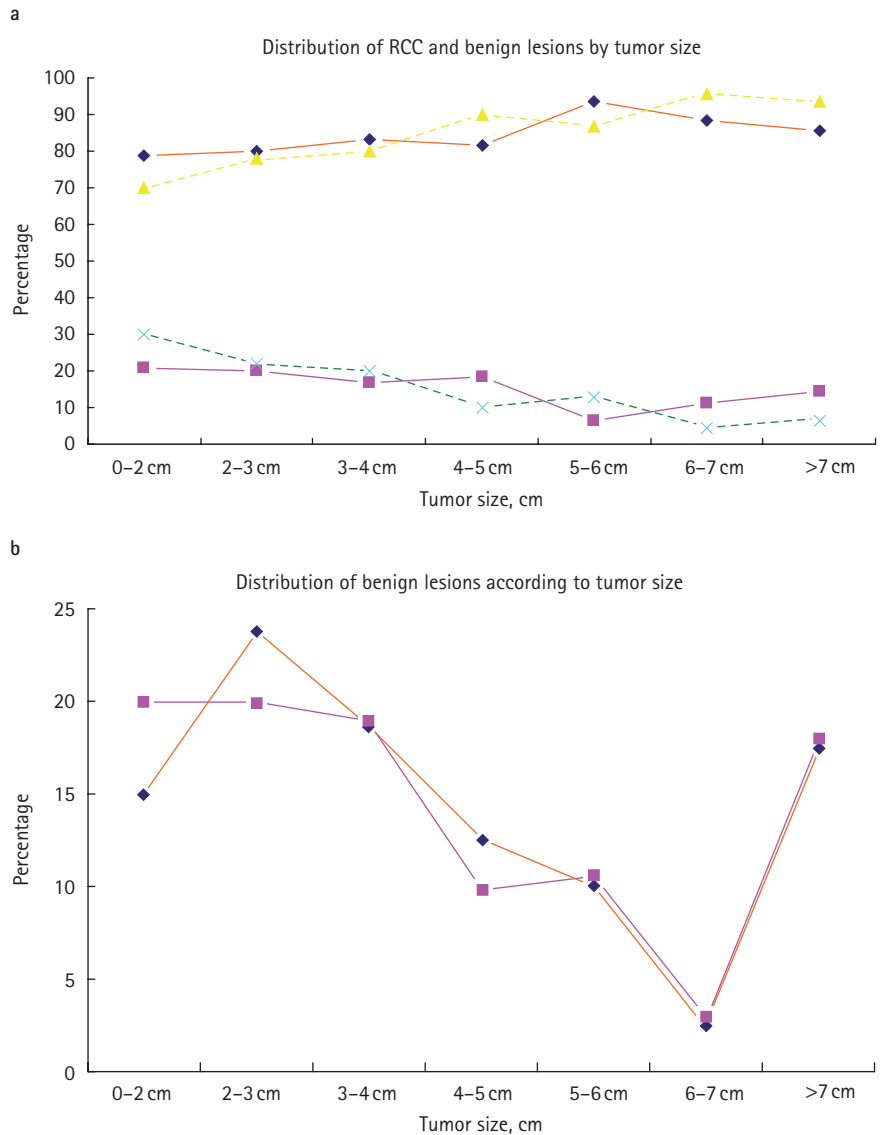 a
Distribution of RCC and benign lesions by tumor size
100
90
80
70
60
50
40
30
20
10
0
Percentage
0–2 cm 2–3 cm 3–4 cm 4–5 cm 5–6 cm 6–7 cm >7 cm
Tumor size, cm
b
Distribution of benign lesions according to tumor size
25
20
15
10
5
0
Percentage
0–2 cm 2–3 cm 3–4 cm 4–5 cm 5–6 cm 6–7 cm >7 cm
Tumor size, cm